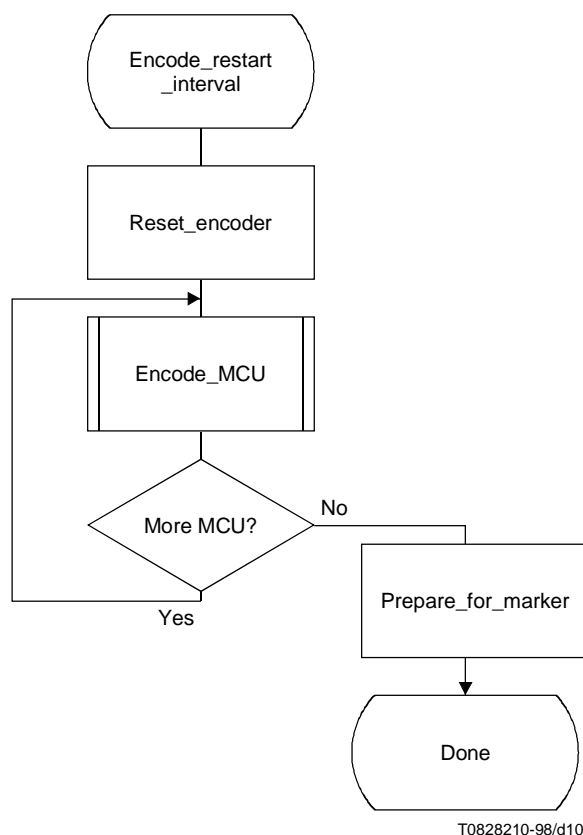 Encode_restart
_interval
Reset_encoder
Encode_MCU
More MCU?
No
Yes
Prepare_for_marker
Done
T0828210-98/d10